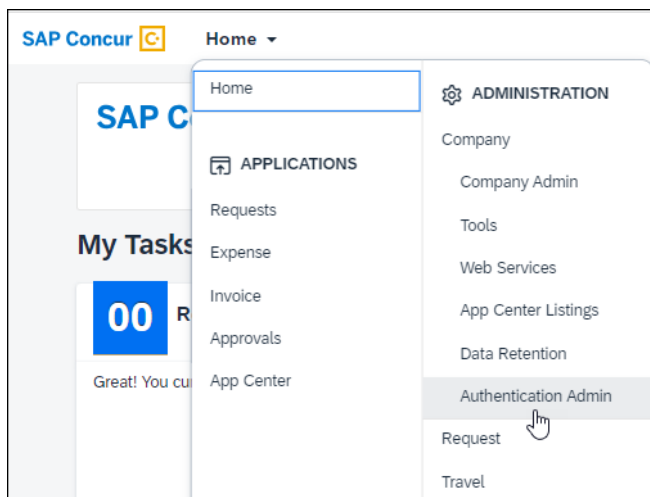 SAP Concur C
Home
Home
APPLICATIONS
Requests
Expense
Invoice
Approvals
App Center
ADMINISTRATION
Company
Company Admin
Tools
Web Services
App Center Listings
Data Retention
Authentication Admin
Request
Travel
SAP C
My Tasks
00 R
Great! You cu